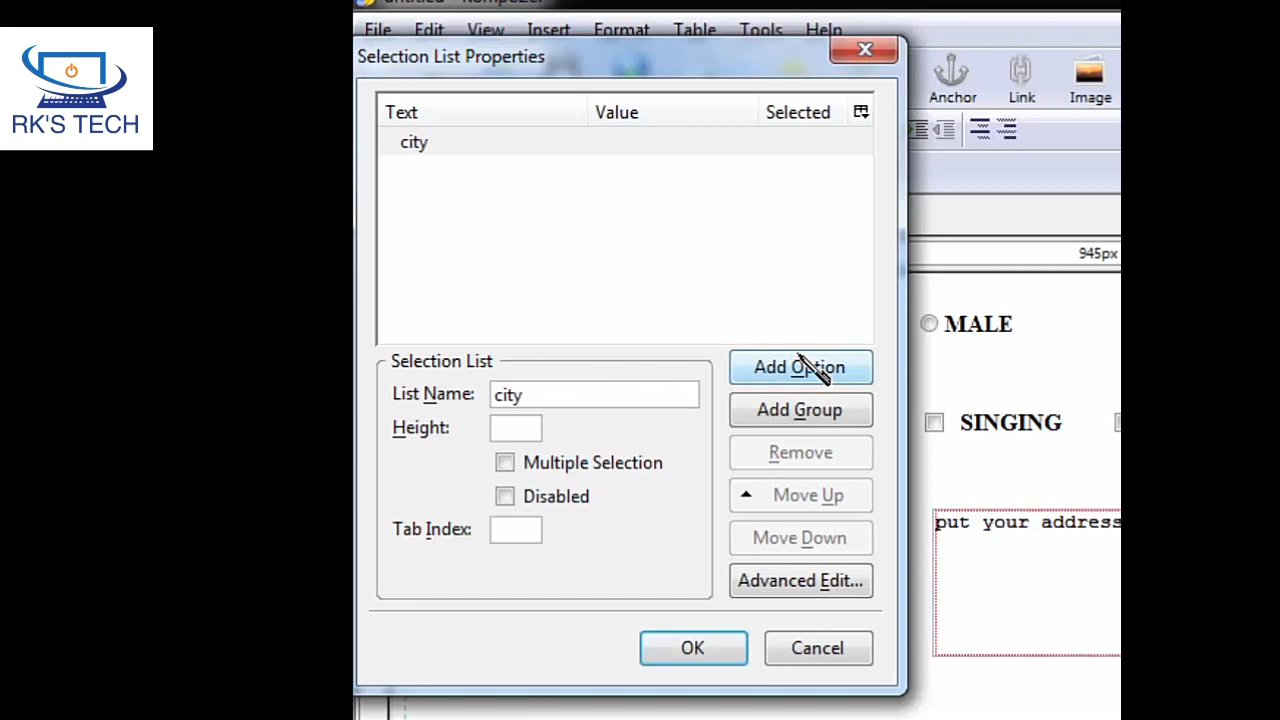 untitled - Kompozer
File Edit View Insert Format Table Tools Help
RK'S TECH
Selection List Properties
Anchor Link Image
Text Value Selected
city
945px
MALE
Selection List
List Name: city
Height:
Multiple Selection
Disabled
Tab Index:
Add Option
Add Group
Remove
Move Up
Move Down
Advanced Edit...
SINGING
put your address
OK Cancel